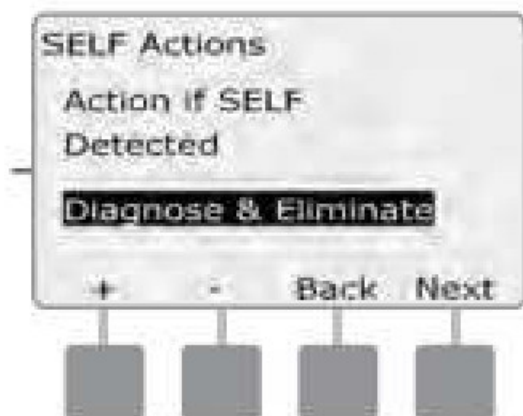 SELF Actions
Action if SELF
Detected
Diagnose & Eliminate
+ - Back Next